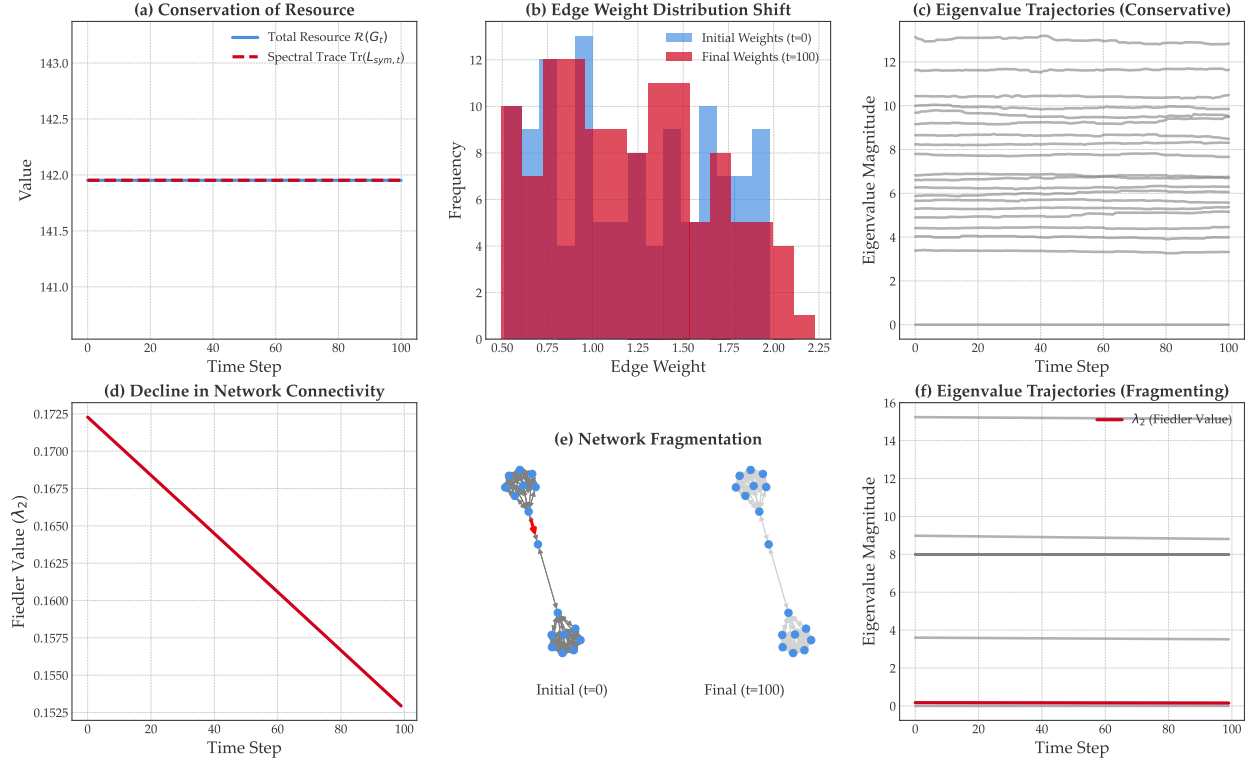 (a) Conservation of Resource
Total Resource R(G_t)
Spectral Trace Tr(L_{sym,t})
143.0
142.0
141.0
Value
0 20 40 60 80 100
Time Step
(b) Edge Weight Distribution Shift
Initial Weights (t=0)
Final Weights (t=100)
12
10
8
6
4
2
0
Frequency
0.50 0.75 1.00 1.25 1.50 1.75 2.00 2.25
Edge Weight
(c) Eigenvalue Trajectories (Conservative)
12
10
8
6
4
2
0
Eigenvalue Magnitude
0 20 40 60 80 100
Time Step
(d) Decline in Network Connectivity
0.1725
0.1700
0.1675
0.1650
0.1625
0.1600
0.1575
0.1550
0.1525
Fiedler Value (λ₂)
0 20 40 60 80 100
Time Step
(e) Network Fragmentation
Initial (t=0)
Final (t=100)
(f) Eigenvalue Trajectories (Fragmenting)
λ₂ (Fiedler Value)
16
14
12
10
8
6
4
2
0
Eigenvalue Magnitude
0 20 40 60 80 100
Time Step